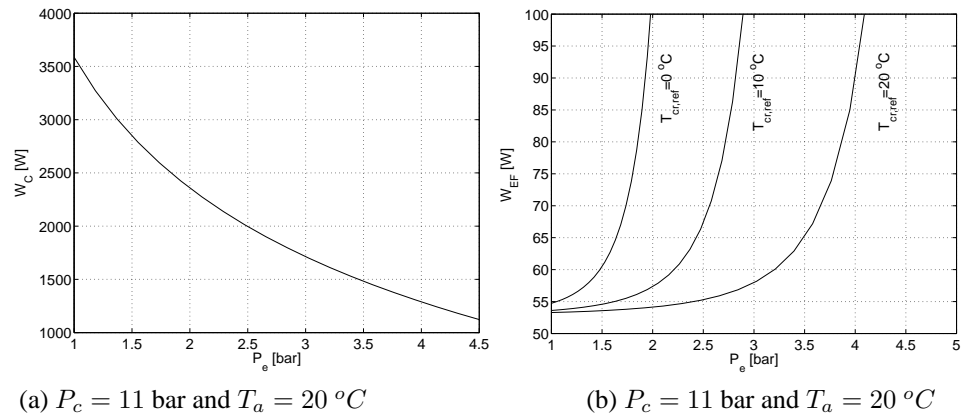 4000
3500
3000
2500
2000
1500
1000
W_C [W]
1 1.5 2 2.5 3 3.5 4 4.5
P_e [bar]
(a) P_c = 11 bar and T_a = 20 °C
100
95
90
85
80
75
70
65
60
55
50
W_EF [W]
T_cr,ref=0 °C
T_cr,ref=10 °C
T_cr,ref=20 °C
1 1.5 2 2.5 3 3.5 4 4.5 5
P_e [bar]
(b) P_c = 11 bar and T_a = 20 °C